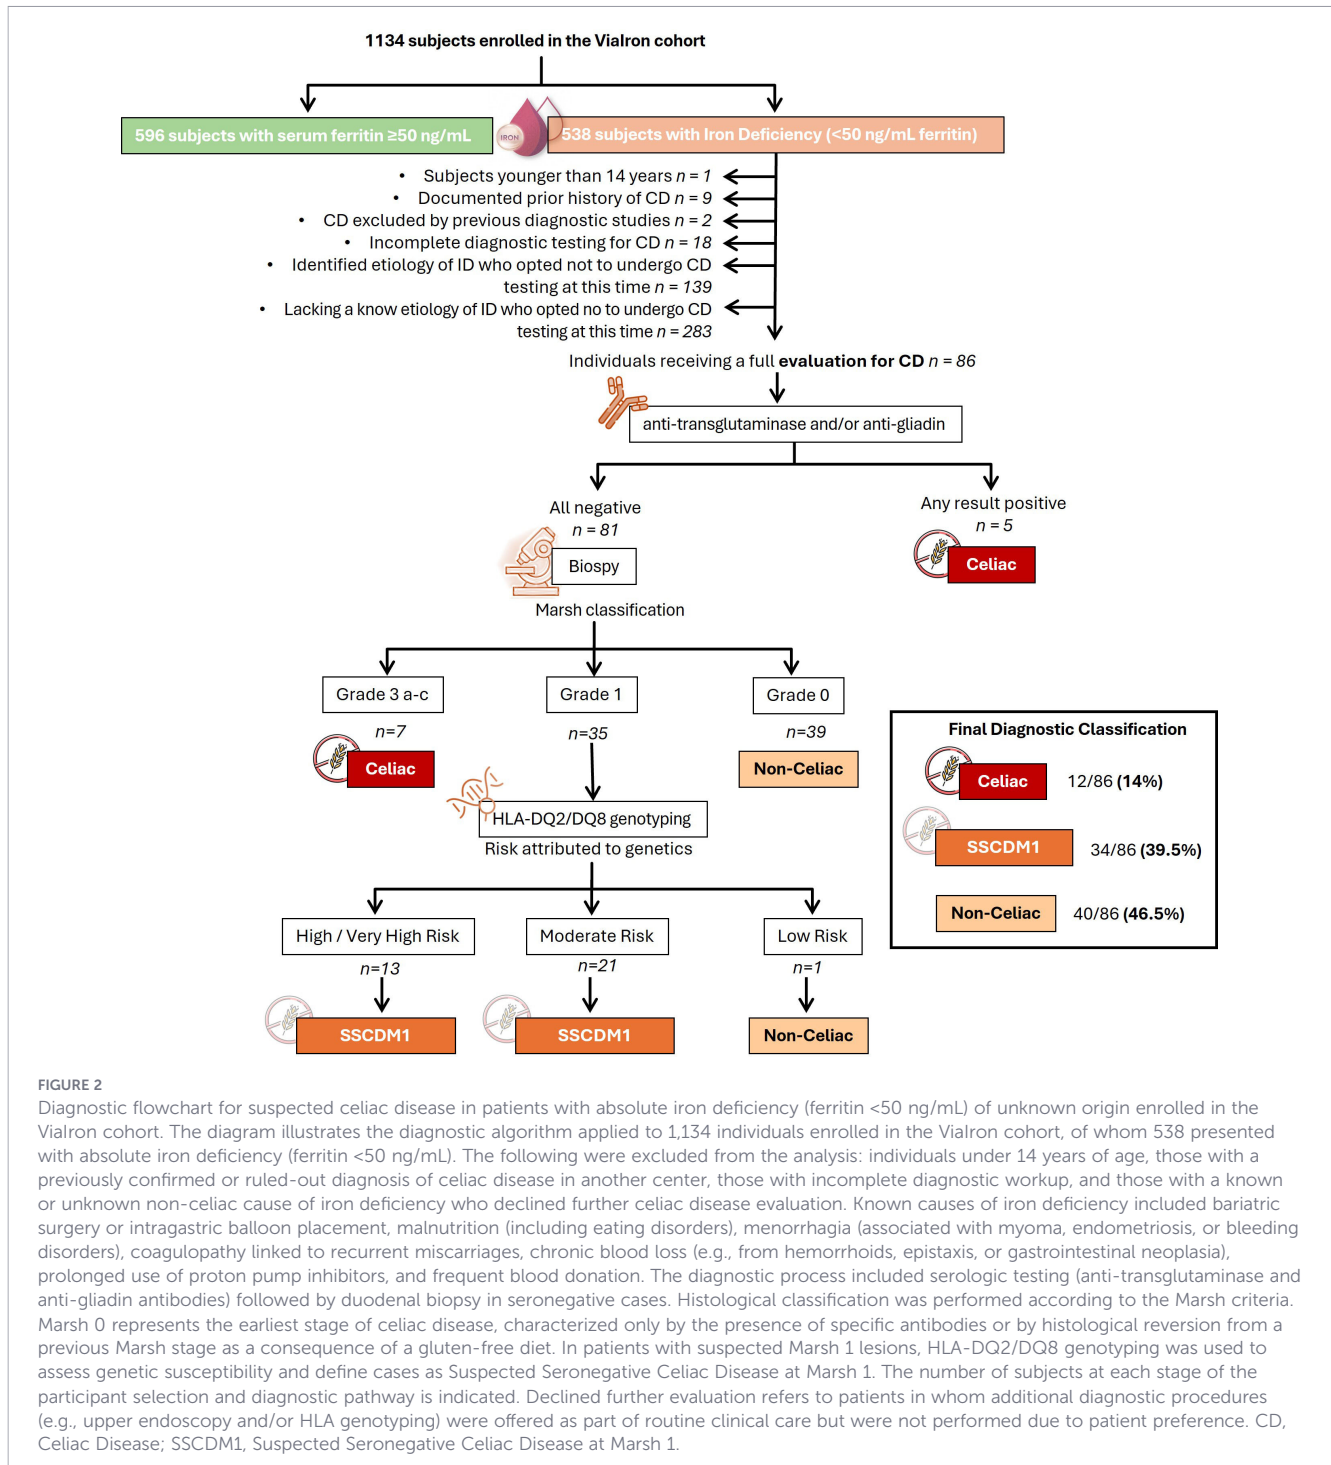 1134 subjects enrolled in the ViaIron cohort
596 subjects with serum ferritin ≥50 ng/mL
IRON
538 subjects with Iron Deficiency (<50 ng/mL ferritin)
• Subjects younger than 14 years n = 1
• Documented prior history of CD n = 9
• CD excluded by previous diagnostic studies n = 2
• Incomplete diagnostic testing for CD n = 18
• Identified etiology of ID who opted not to undergo CD
testing at this time n = 139
• Lacking a know etiology of ID who opted no to undergo CD
testing at this time n = 283
Individuals receiving a full evaluation for CD n = 86
anti-transglutaminase and/or anti-gliadin
All negative
n = 81
Any result positive
n = 5
Biospy
Celiac
Marsh classification
Grade 3 a-c
Grade 1
Grade 0
n=7
n=35
n=39
Celiac
Non-Celiac
HLA-DQ2/DQ8 genotyping
Risk attributed to genetics
High / Very High Risk
Moderate Risk
Low Risk
n=13
n=21
n=1
SSCDM1
SSCDM1
Non-Celiac
Final Diagnostic Classification
Celiac 12/86 (14%)
SSCDM1 34/86 (39.5%)
Non-Celiac 40/86 (46.5%)
FIGURE 2
Diagnostic flowchart for suspected celiac disease in patients with absolute iron deficiency (ferritin <50 ng/mL) of unknown origin enrolled in the
ViaIron cohort. The diagram illustrates the diagnostic algorithm applied to 1,134 individuals enrolled in the ViaIron cohort, of whom 538 presented
with absolute iron deficiency (ferritin <50 ng/mL). The following were excluded from the analysis: individuals under 14 years of age, those with a
previously confirmed or ruled-out diagnosis of celiac disease in another center, those with incomplete diagnostic workup, and those with a known
or unknown non-celiac cause of iron deficiency who declined further celiac disease evaluation. Known causes of iron deficiency included bariatric
surgery or intragastric balloon placement, malnutrition (including eating disorders), menorrhagia (associated with myoma, endometriosis, or bleeding
disorders), coagulopathy linked to recurrent miscarriages, chronic blood loss (e.g., from hemorrhoids, epistaxis, or gastrointestinal neoplasia),
prolonged use of proton pump inhibitors, and frequent blood donation. The diagnostic process included serologic testing (anti-transglutaminase and
anti-gliadin antibodies) followed by duodenal biopsy in seronegative cases. Histological classification was performed according to the Marsh criteria.
Marsh 0 represents the earliest stage of celiac disease, characterized only by the presence of specific antibodies or by histological reversion from a
previous Marsh stage as a consequence of a gluten-free diet. In patients with suspected Marsh 1 lesions, HLA-DQ2/DQ8 genotyping was used to
assess genetic susceptibility and define cases as Suspected Seronegative Celiac Disease at Marsh 1. The number of subjects at each stage of the
participant selection and diagnostic pathway is indicated. Declined further evaluation refers to patients in whom additional diagnostic procedures
(e.g., upper endoscopy and/or HLA genotyping) were offered as part of routine clinical care but were not performed due to patient preference. CD,
Celiac Disease; SSCDM1, Suspected Seronegative Celiac Disease at Marsh 1.